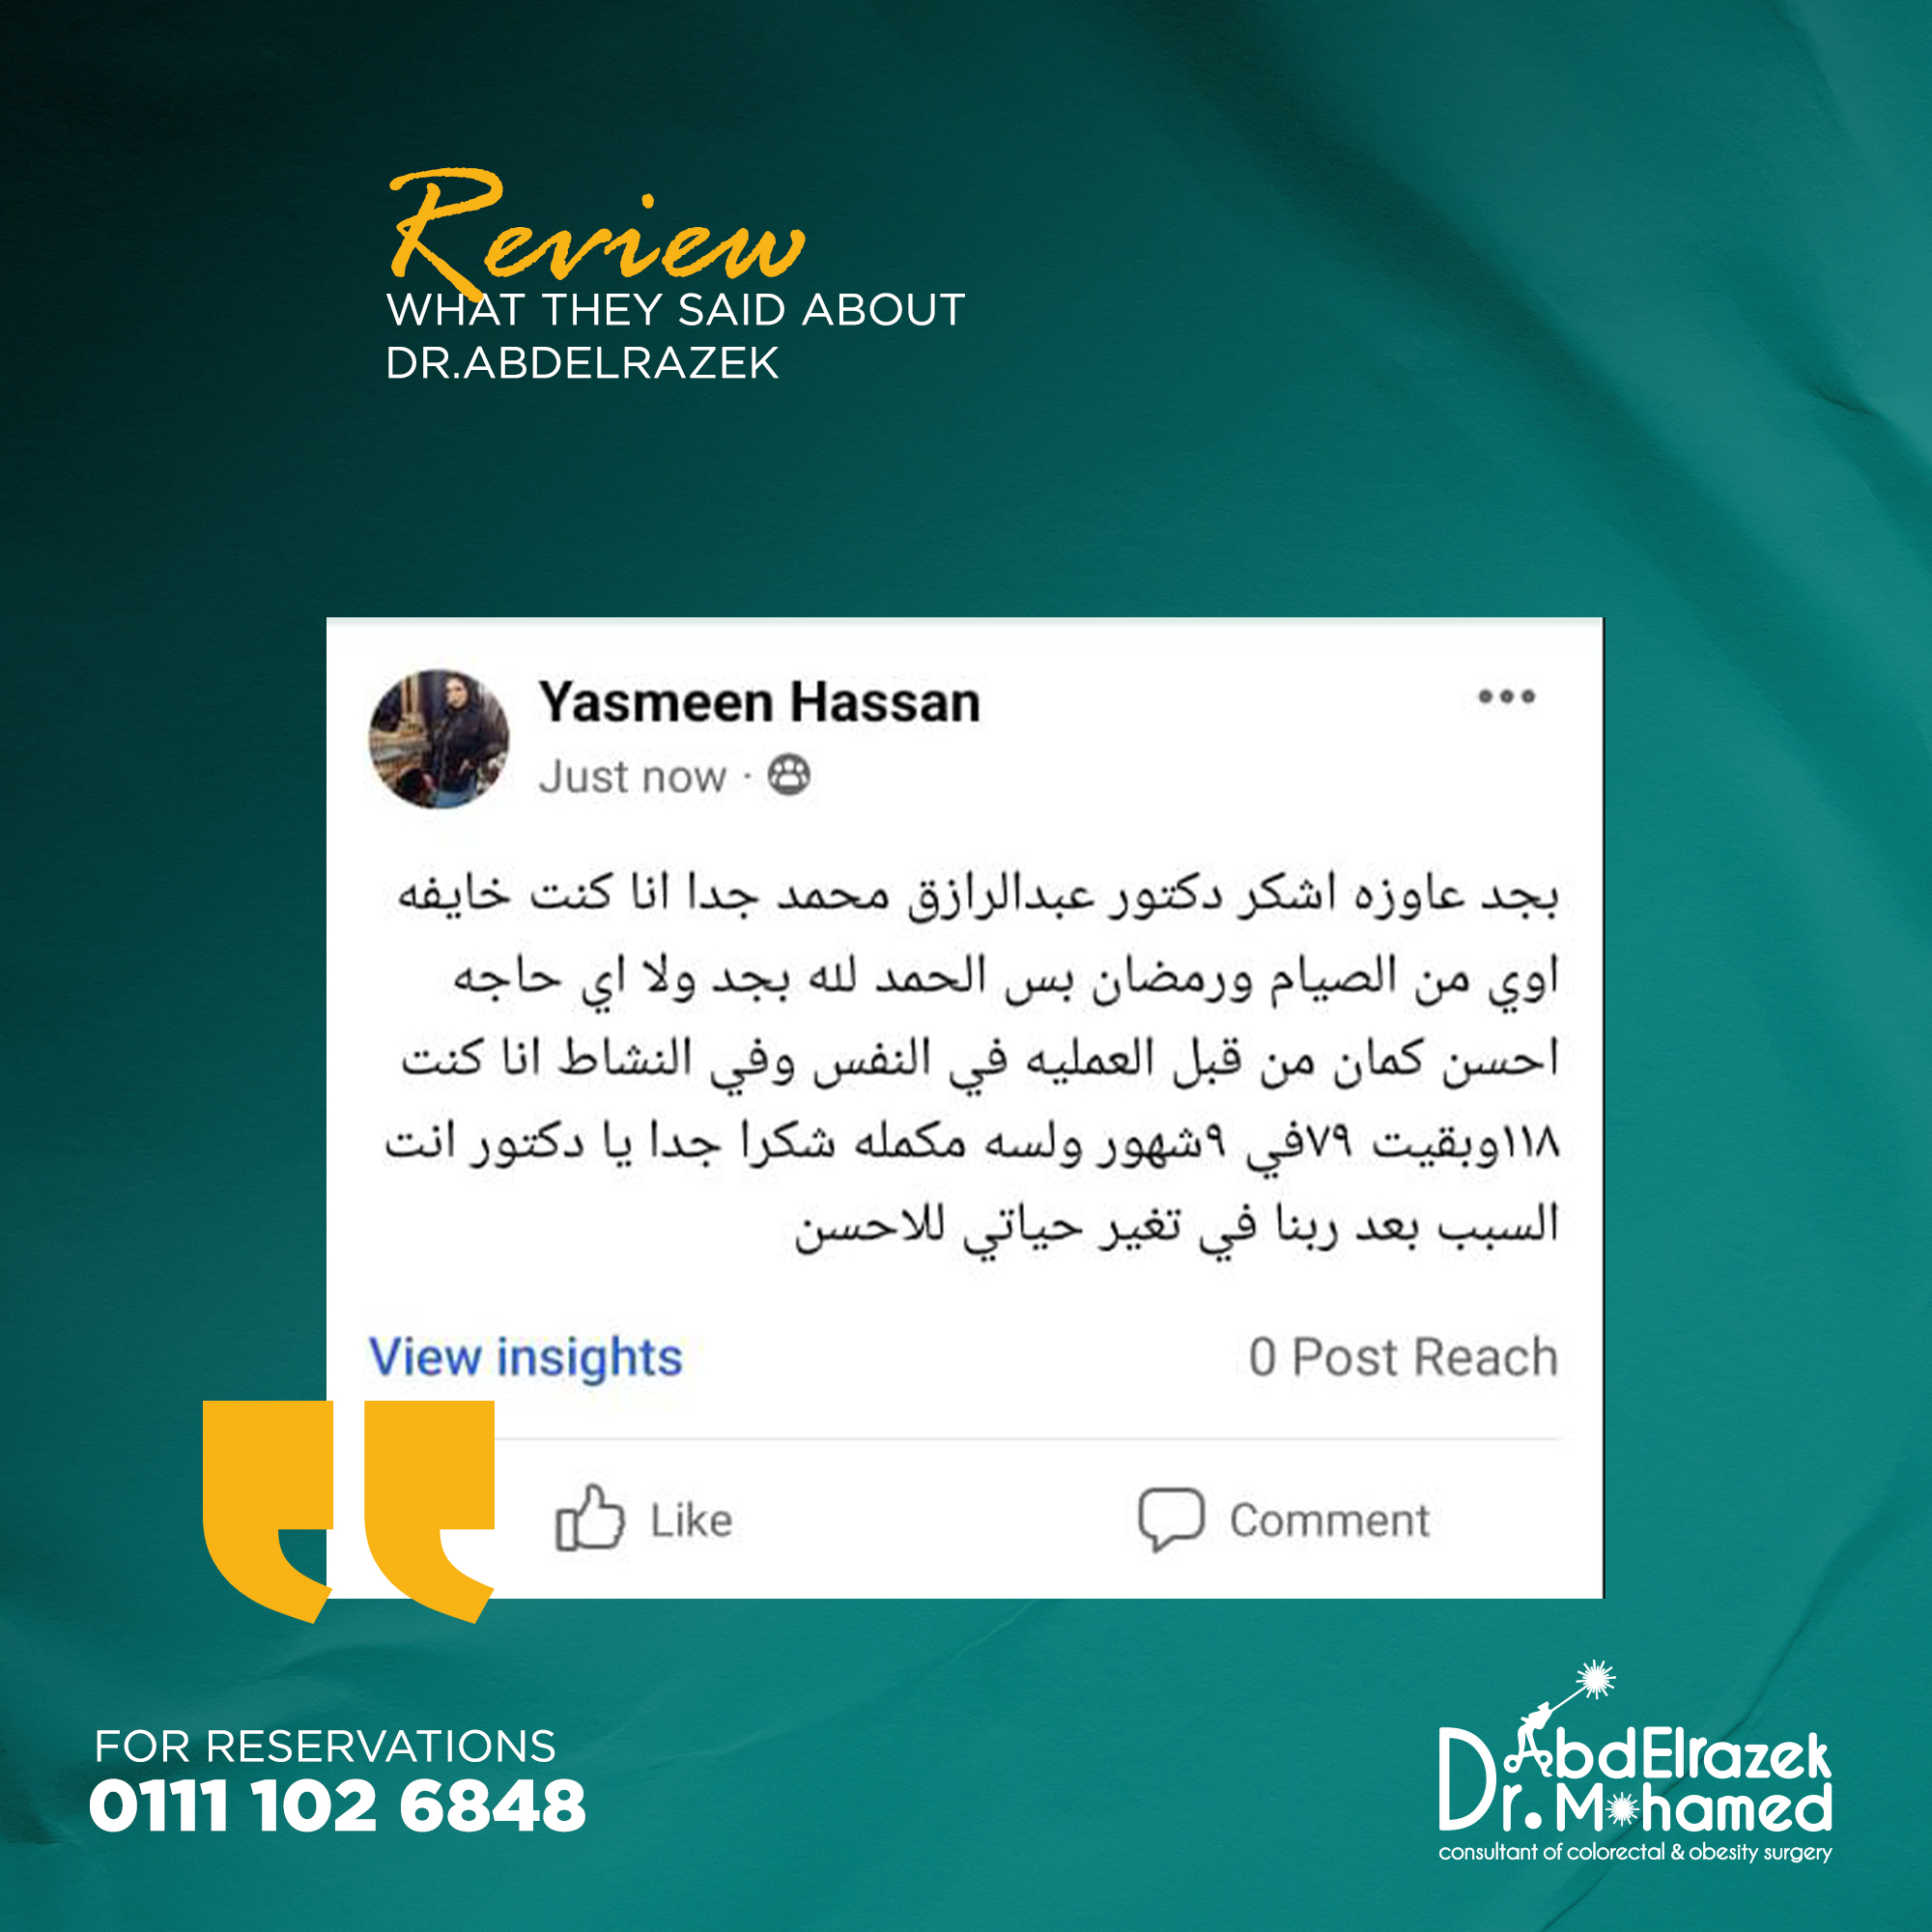 Review
WHAT THEY SAID ABOUT
DR.ABDELRAZEK
Yasmeen Hassan
Just now ·
بجد عاوزه اشكر دكتور عبدالرازق محمد جدا انا كنت خايفه
اوي من الصيام ورمضان بس الحمد لله بجد ولا اي حاجه
احسن كمان من قبل العمليه في النفس وفي النشاط انا كنت
١١٨وبقيت ٧٩في ٩شهور ولسه مكمله شكرا جدا يا دكتور انت
السبب بعد ربنا في تغير حياتي للاحسن
View insights
0 Post Reach
Like
Comment
FOR RESERVATIONS
0111 102 6848
Dr. AbdElrazek
Mohamed
consultant of colorectal & obesity surgery